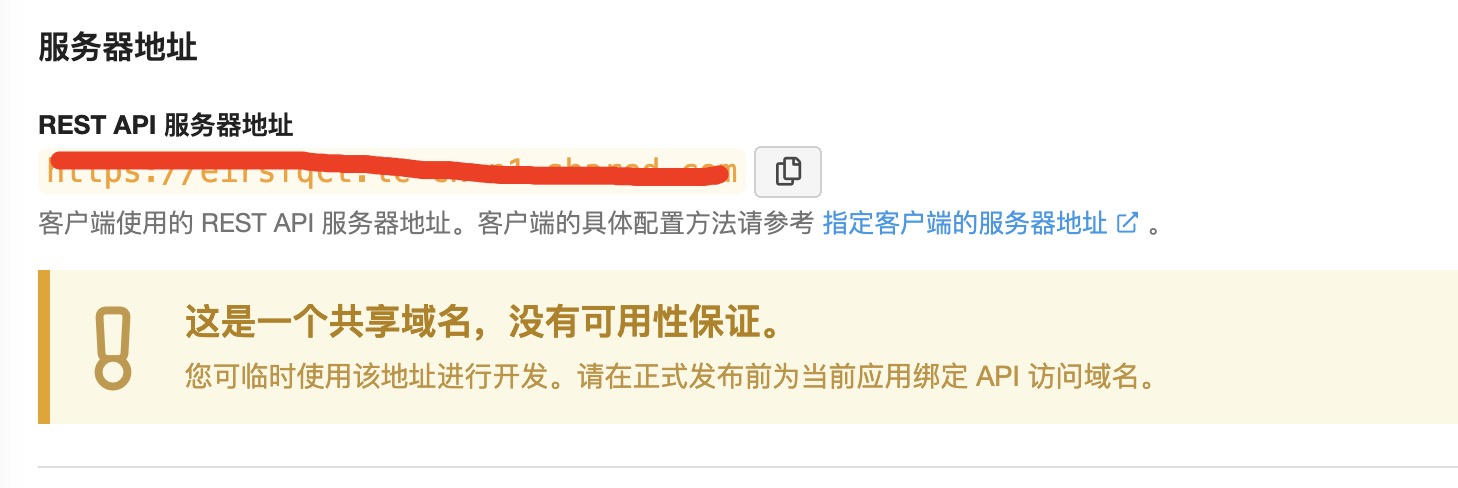 服务器地址
REST API 服务器地址
客户端使用的 REST API 服务器地址。客户端的具体配置方法请参考 指定客户端的服务器地址 。
这是一个共享域名，没有可用性保证。
您可临时使用该地址进行开发。请在正式发布前为当前应用绑定 API 访问域名。